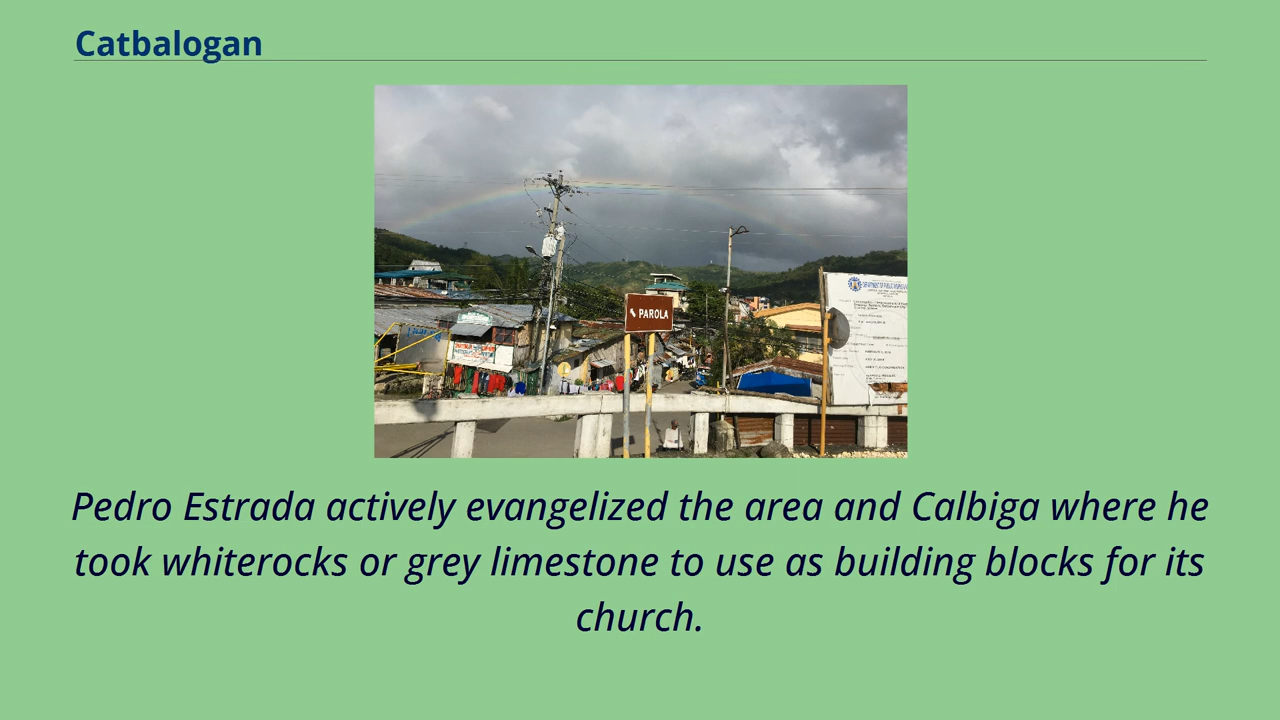 Catbalogan
PAROLA
Pedro Estrada actively evangelized the area and Calbiga where he
took whiterocks or grey limestone to use as building blocks for its
church.